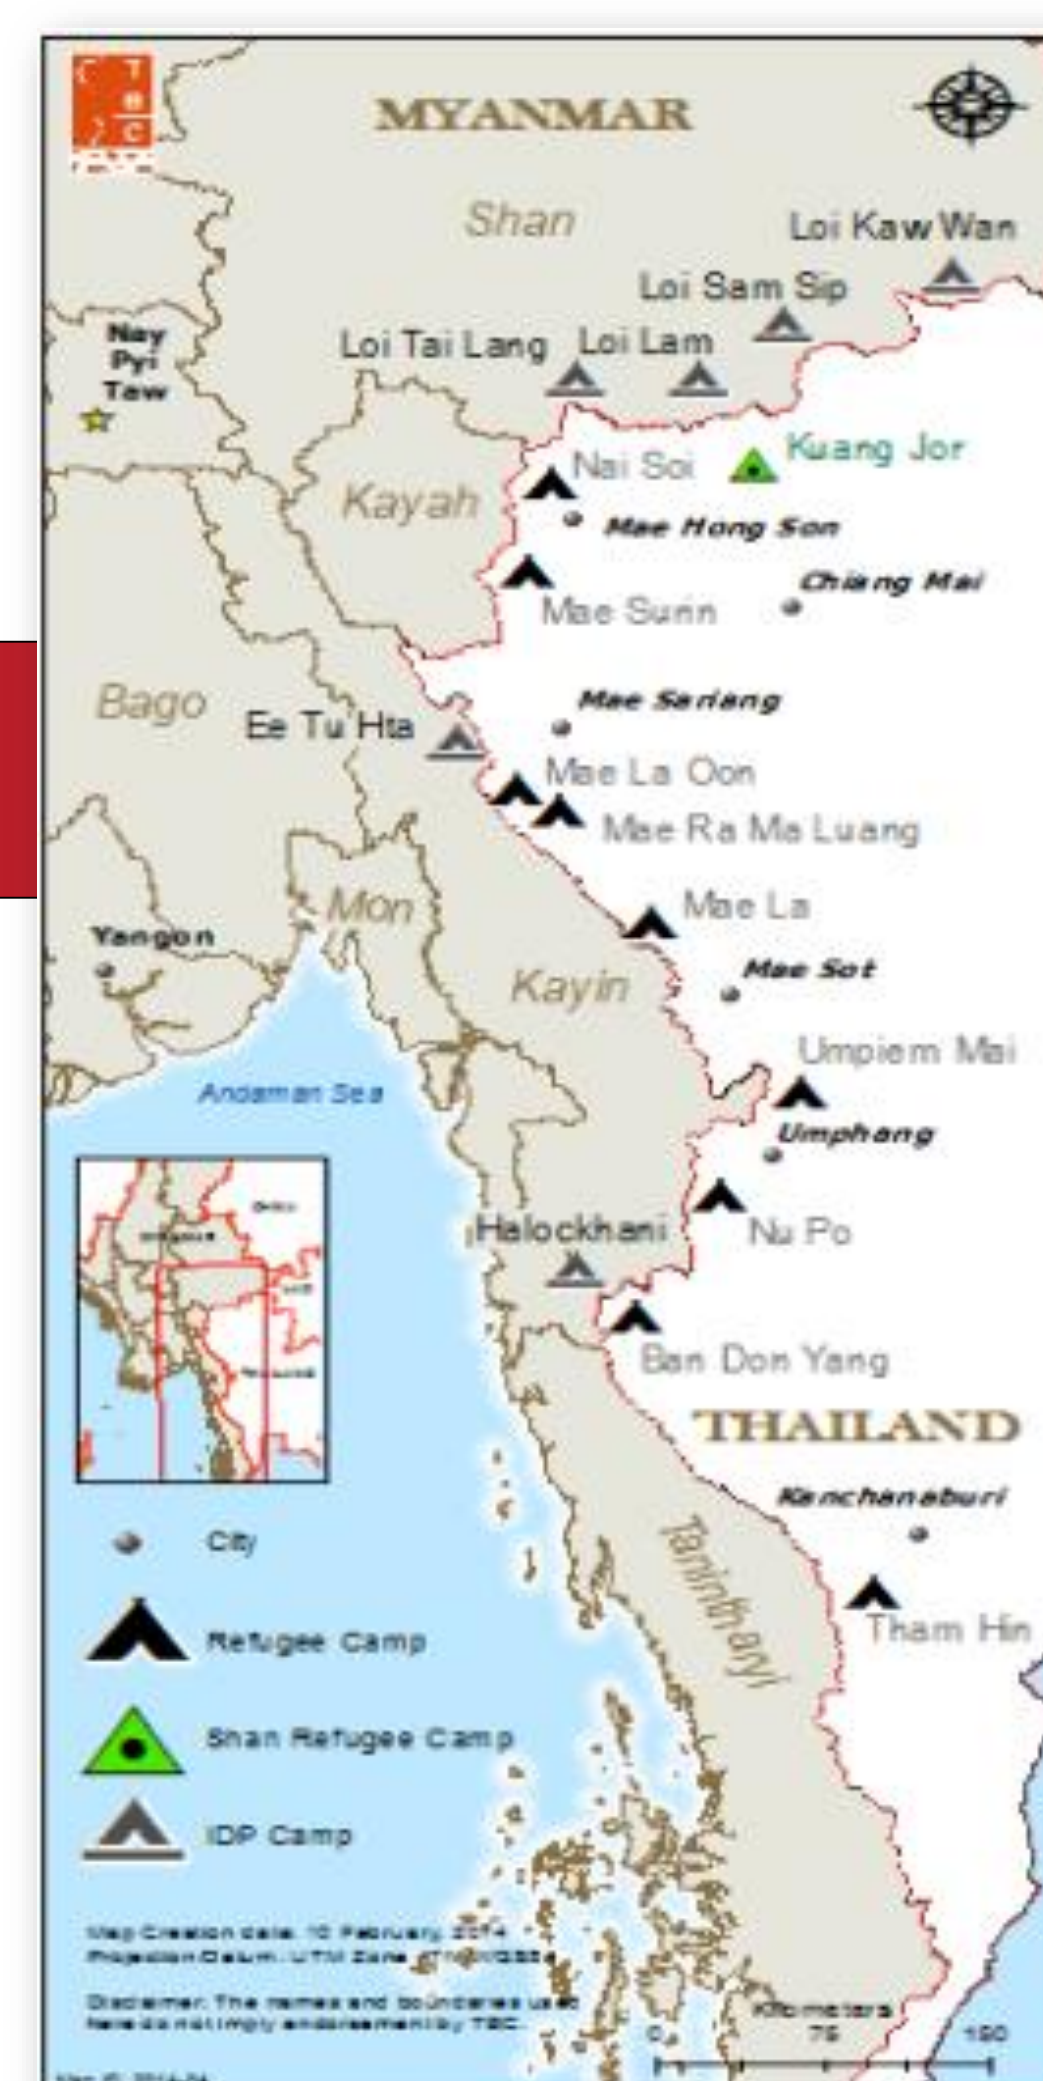 T
B
C
MYANMAR
Shan
Loi Kaw Wan
Loi Sam Sip
Loi Tai Lang
Loi Lam
Nay
Pyi
Taw
Nai Soi
Kuang Jor
Kayah
Mae Hong Son
Chiang Mai
Mae Surin
Bago
Mae Sariang
Ee Tu Hta
Mae La Oon
Mae Ra Ma Luang
Mon
Mae La
Yangon
Kayin
Mae Sot
Umpiem Mai
Andaman Sea
Umphang
Halockhani
Nu Po
Ban Don Yang
THAILAND
Kanchanaburi
Tanintharyi
City
Tham Hin
Refugee Camp
Shan Refugee Camp
IDP Camp
Map Creation date: 10 February, 2014
Projection/Datum: UTM Zone
Disclaimer: The names and boundaries used
here do not imply endorsement by TBC.
Kilometers
0 75 150